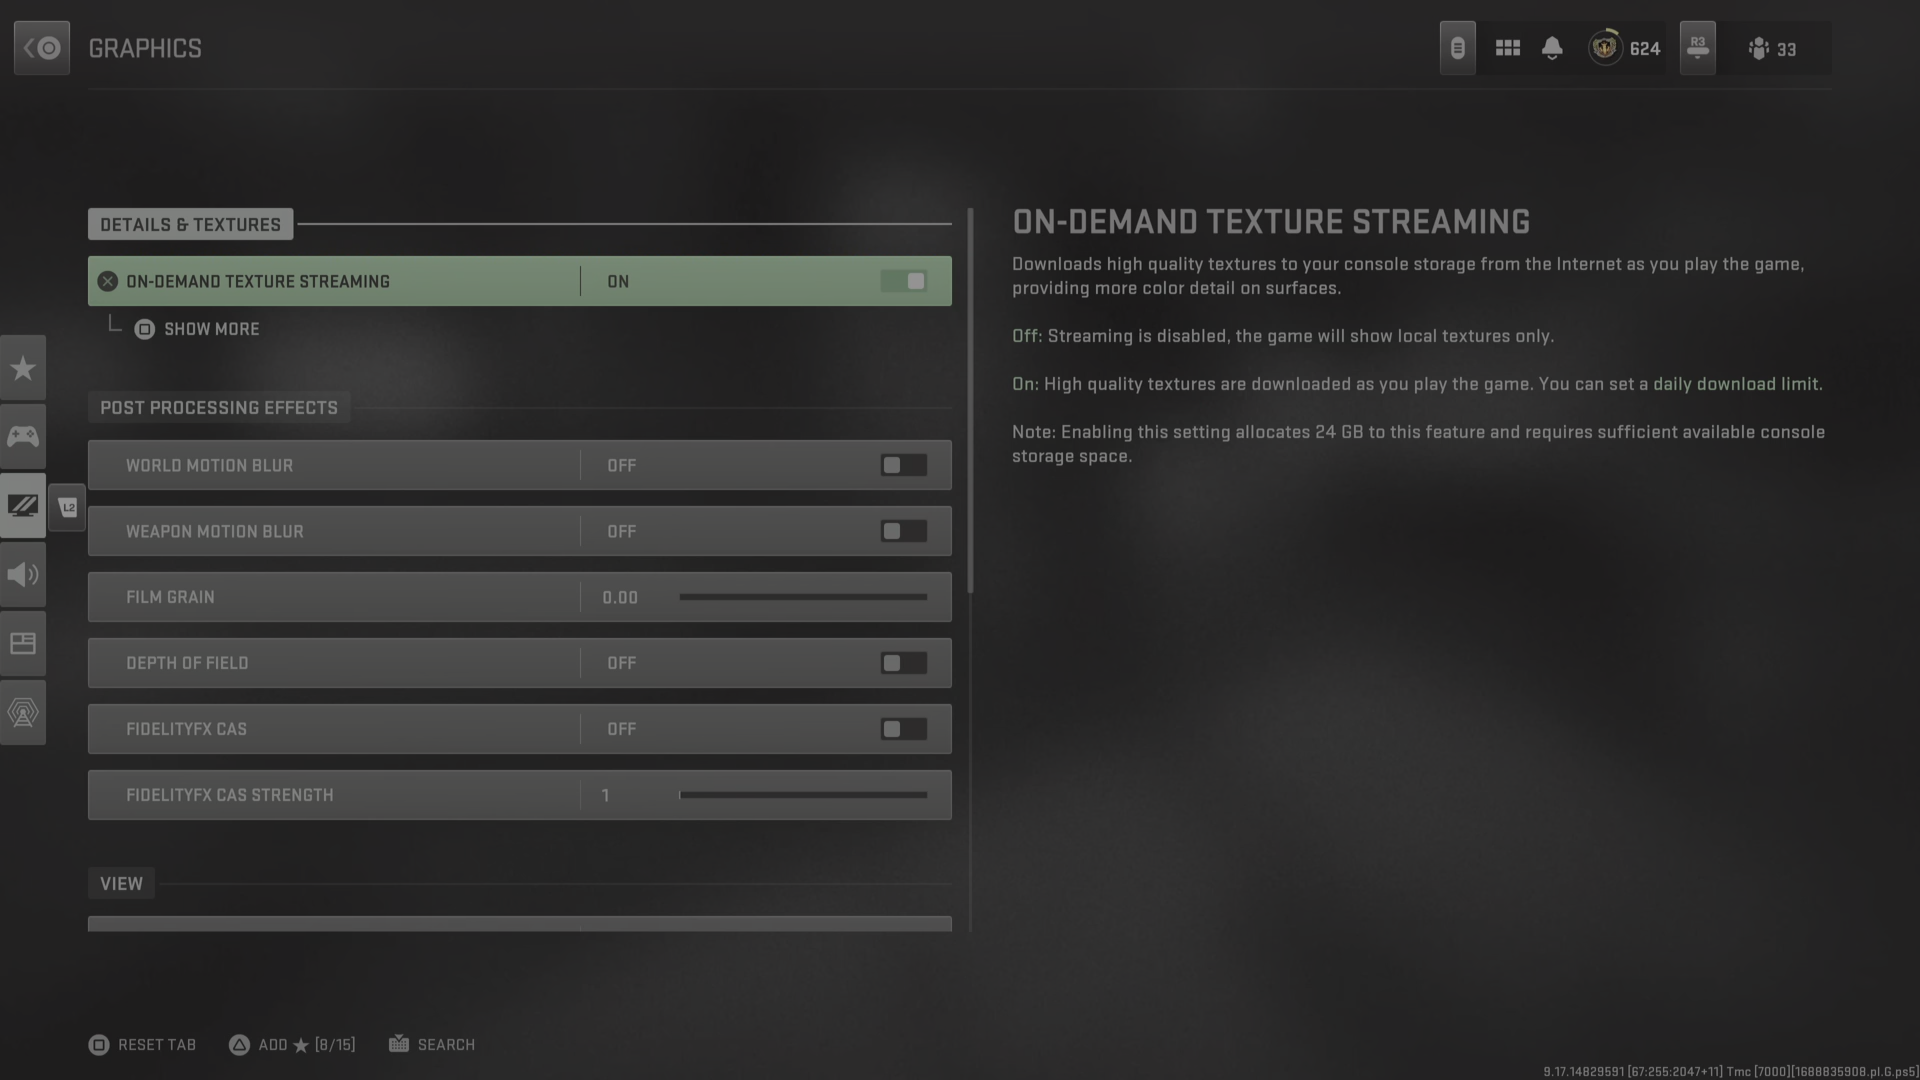 GRAPHICS
624
R3
33
DETAILS & TEXTURES
ON-DEMAND TEXTURE STREAMING ON
SHOW MORE
POST PROCESSING EFFECTS
WORLD MOTION BLUR OFF
L2
WEAPON MOTION BLUR OFF
FILM GRAIN 0.00
DEPTH OF FIELD OFF
FIDELITYFX CAS OFF
FIDELITYFX CAS STRENGTH 1
VIEW
ON-DEMAND TEXTURE STREAMING
Downloads high quality textures to your console storage from the Internet as you play the game,
providing more color detail on surfaces.
Off: Streaming is disabled, the game will show local textures only.
On: High quality textures are downloaded as you play the game. You can set a daily download limit.
Note: Enabling this setting allocates 24 GB to this feature and requires sufficient available console
storage space.
RESET TAB ADD ★ [8/15] SEARCH
9.17.14829591 [67:255:2047+11] Tmc [7000][1688835908.pl.G.ps5]